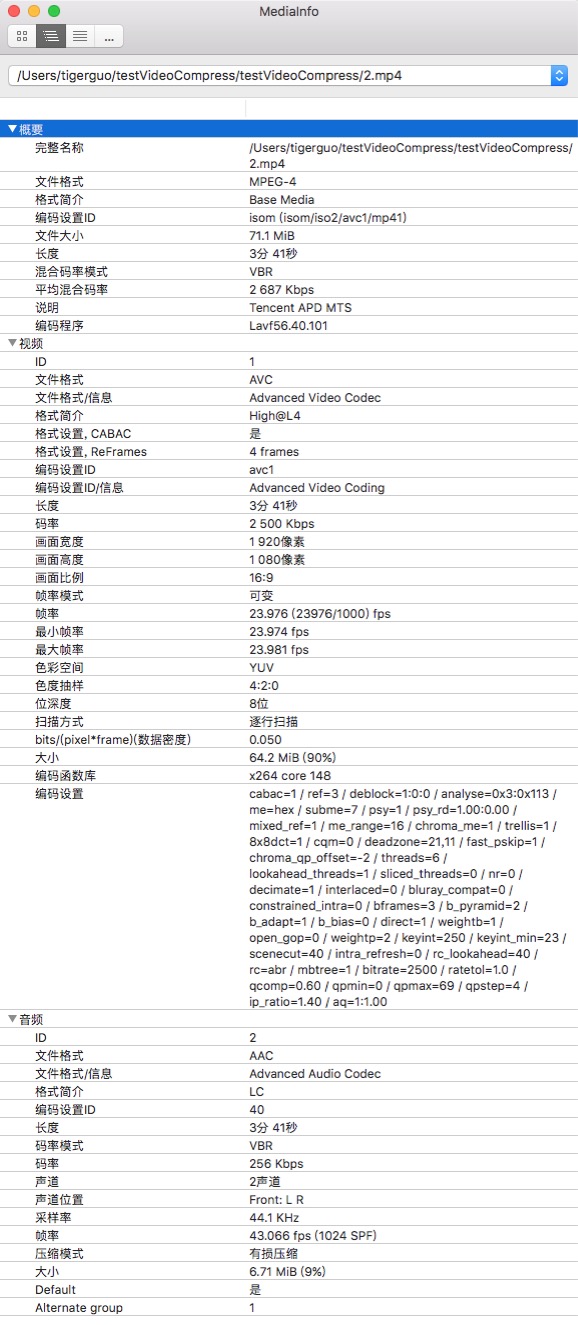 MediaInfo
...
/Users/tigerguo/testVideoCompress/testVideoCompress/2.mp4
概要
完整名称 /Users/tigerguo/testVideoCompress/testVideoCompress/
2.mp4
文件格式 MPEG-4
格式简介 Base Media
编码设置ID isom (isom/iso2/avc1/mp41)
文件大小 71.1 MiB
长度 3分 41秒
混合码率模式 VBR
平均混合码率 2 687 Kbps
说明 Tencent APD MTS
编码程序 Lavf56.40.101
视频
ID 1
文件格式 AVC
文件格式/信息 Advanced Video Codec
格式简介 High@L4
格式设置, CABAC 是
格式设置, ReFrames 4 frames
编码设置ID avc1
编码设置ID/信息 Advanced Video Coding
长度 3分 41秒
码率 2 500 Kbps
画面宽度 1 920像素
画面高度 1 080像素
画面比例 16:9
帧率模式 可变
帧率 23.976 (23976/1000) fps
最小帧率 23.974 fps
最大帧率 23.981 fps
色彩空间 YUV
色度抽样 4:2:0
位深度 8位
扫描方式 逐行扫描
bits/(pixel*frame)(数据密度) 0.050
大小 64.2 MiB (90%)
编码函数库 x264 core 148
编码设置 cabac=1 / ref=3 / deblock=1:0:0 / analyse=0x3:0x113 /
me=hex / subme=7 / psy=1 / psy_rd=1.00:0.00 /
mixed_ref=1 / me_range=16 / chroma_me=1 / trellis=1 /
8x8dct=1 / cqm=0 / deadzone=21,11 / fast_pskip=1 /
chroma_qp_offset=-2 / threads=6 /
lookahead_threads=1 / sliced_threads=0 / nr=0 /
decimate=1 / interlaced=0 / bluray_compat=0 /
constrained_intra=0 / bframes=3 / b_pyramid=2 /
b_adapt=1 / b_bias=0 / direct=1 / weightb=1 /
open_gop=0 / weightp=2 / keyint=250 / keyint_min=23 /
scenecut=40 / intra_refresh=0 / rc_lookahead=40 /
rc=abr / mbtree=1 / bitrate=2500 / ratetol=1.0 /
qcomp=0.60 / qpmin=0 / qpmax=69 / qpstep=4 /
ip_ratio=1.40 / aq=1:1.00
音频
ID 2
文件格式 AAC
文件格式/信息 Advanced Audio Codec
格式简介 LC
编码设置ID 40
长度 3分 41秒
码率模式 VBR
码率 256 Kbps
声道 2声道
声道位置 Front: L R
采样率 44.1 KHz
帧率 43.066 fps (1024 SPF)
压缩模式 有损压缩
大小 6.71 MiB (9%)
Default 是
Alternate group 1